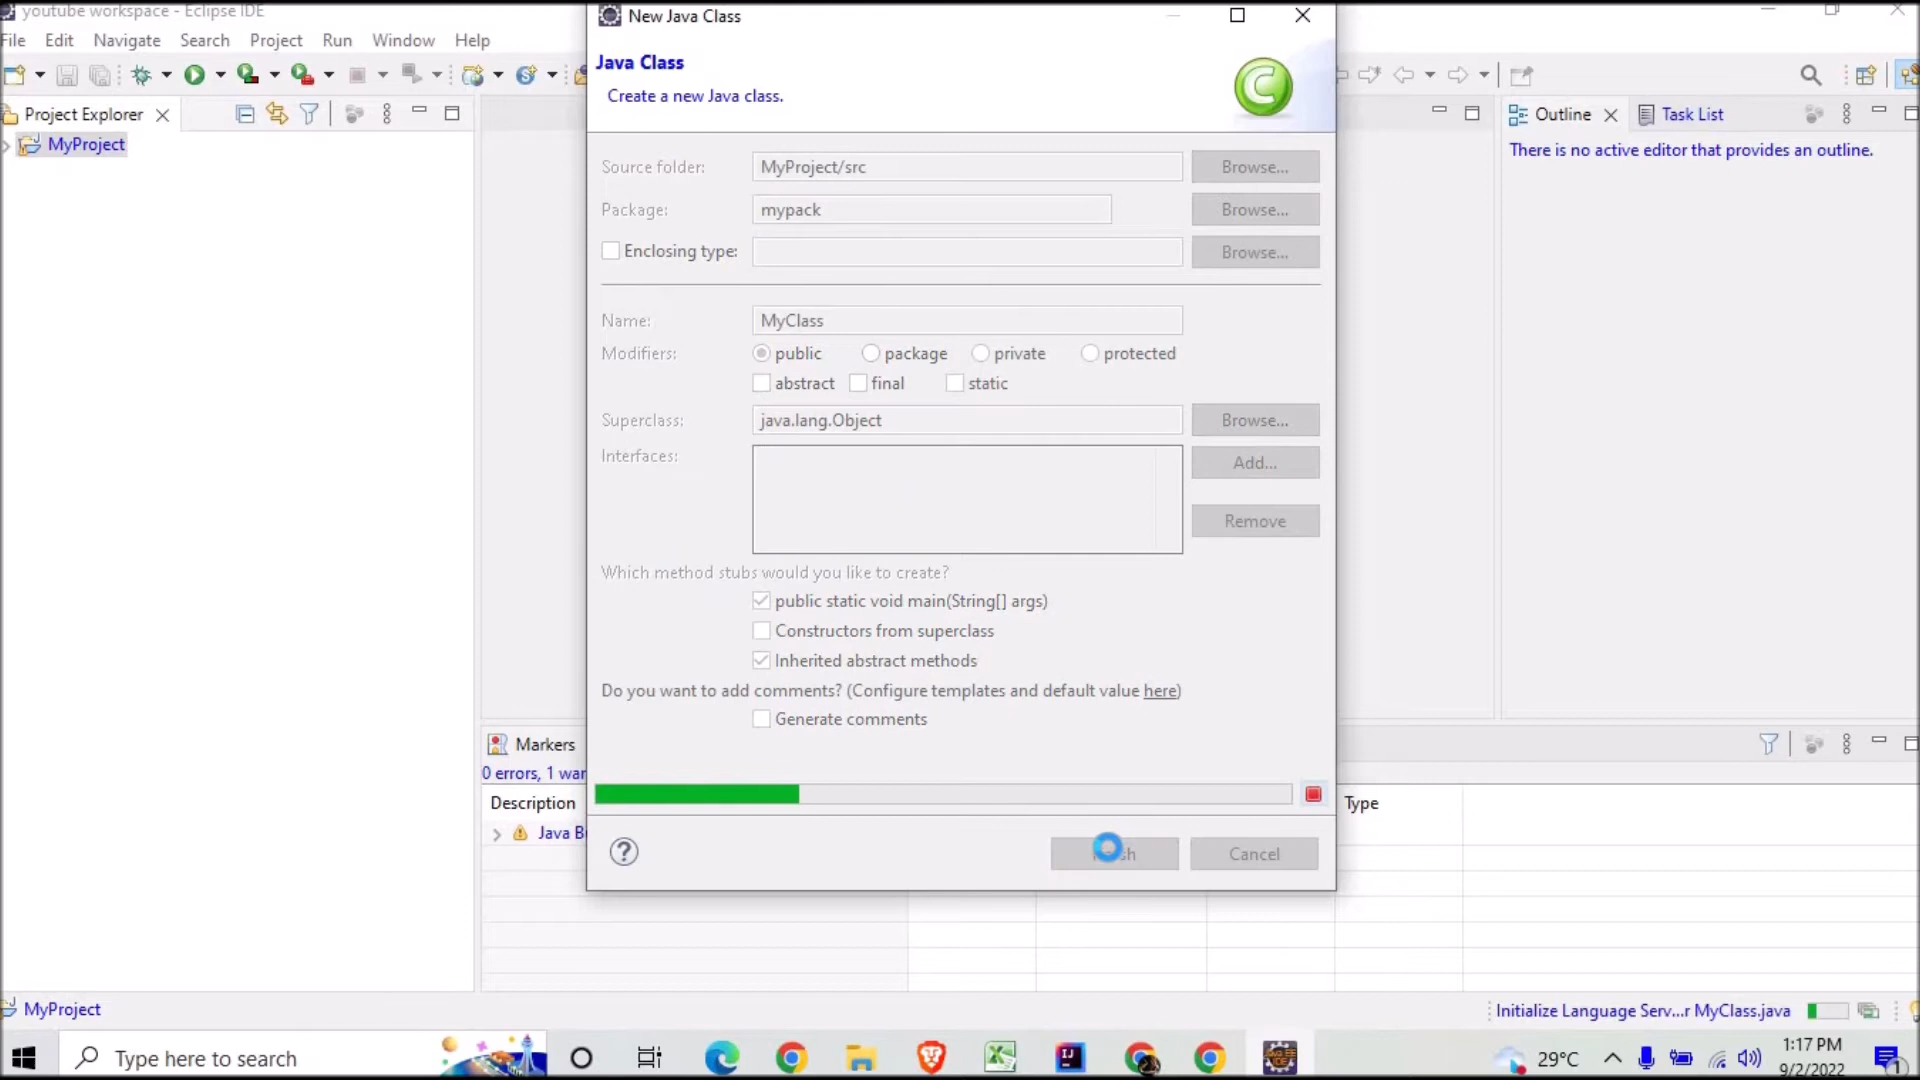 youtube workspace - Eclipse IDE
File Edit Navigate Search Project Run Window Help
New Java Class
Java Class
Create a new Java class.
Project Explorer
MyProject
Outline
Task List
There is no active editor that provides an outline.
Source folder: MyProject/src Browse...
Package: mypack Browse...
Enclosing type: Browse...
Name: MyClass
Modifiers: public package private protected
abstract final static
Superclass: java.lang.Object Browse...
Interfaces: Add...
Remove
Which method stubs would you like to create?
public static void main(String[] args)
Constructors from superclass
Inherited abstract methods
Do you want to add comments? (Configure templates and default value here)
Generate comments
Markers
0 errors, 1 war
Description Type
Java B
Cancel
MyProject
Initialize Language Serv...r MyClass.java
Type here to search
29°C
1:17 PM
9/2/2022